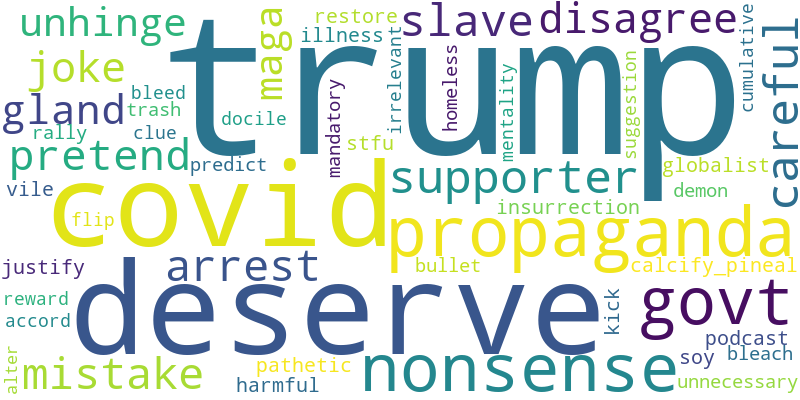 unhinge
trump
maga
restore
illness
slave
disagree
cumulative
careful
joke
irrelevant
homeless
mentality
suggestion
gland
bleed
trash
docile
mandatory
rally
clue
stfu
pretend
predict
supporter
globalist
vile
covid
demon
flip
insurrection
propaganda
justify
arrest
bullet
calcify_pineal
reward
deserve
kick
govt
accord
podcast
alter
mistake
pathetic
nonsense
soy
bleach
harmful
unnecessary